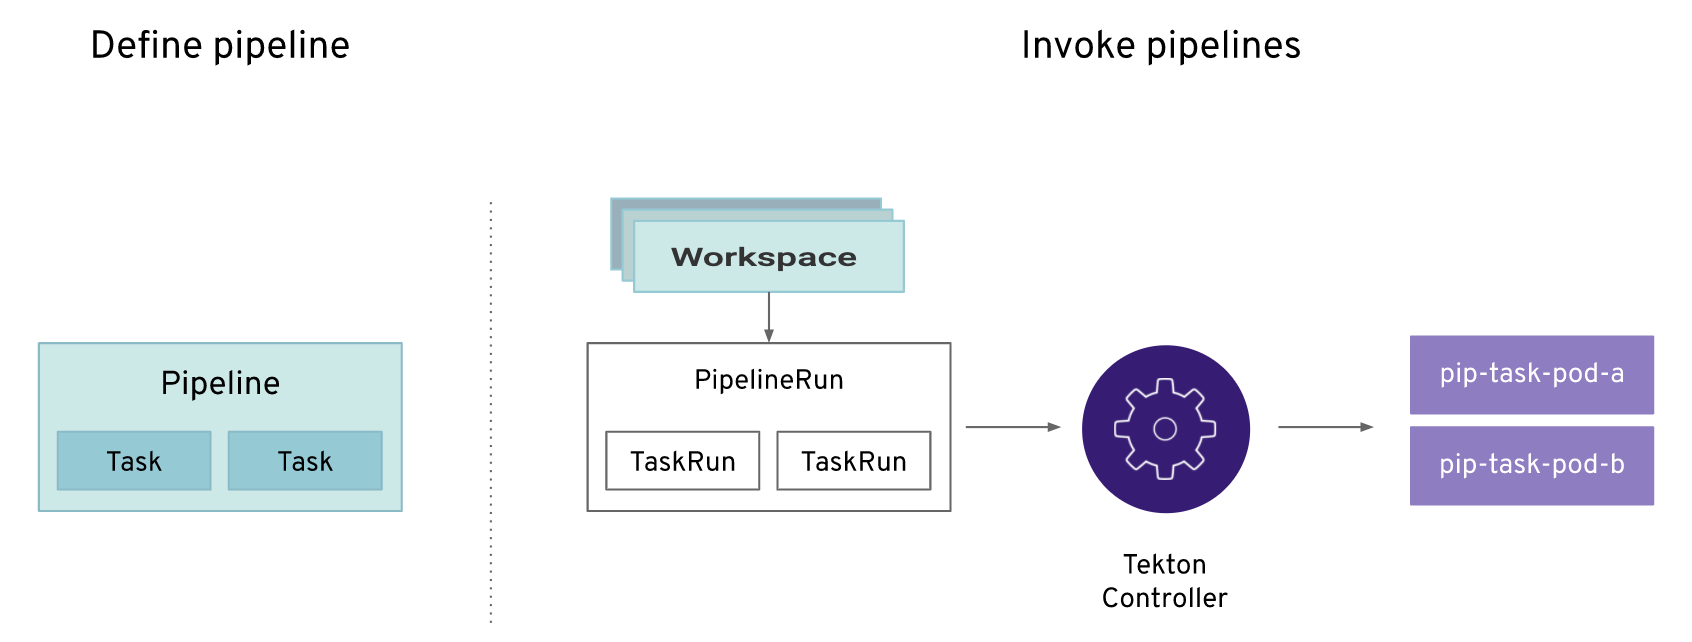 Define pipeline
Invoke pipelines
Workspace
Pipeline
Task
Task
PipelineRun
TaskRun
TaskRun
Tekton
Controller
pip-task-pod-a
pip-task-pod-b